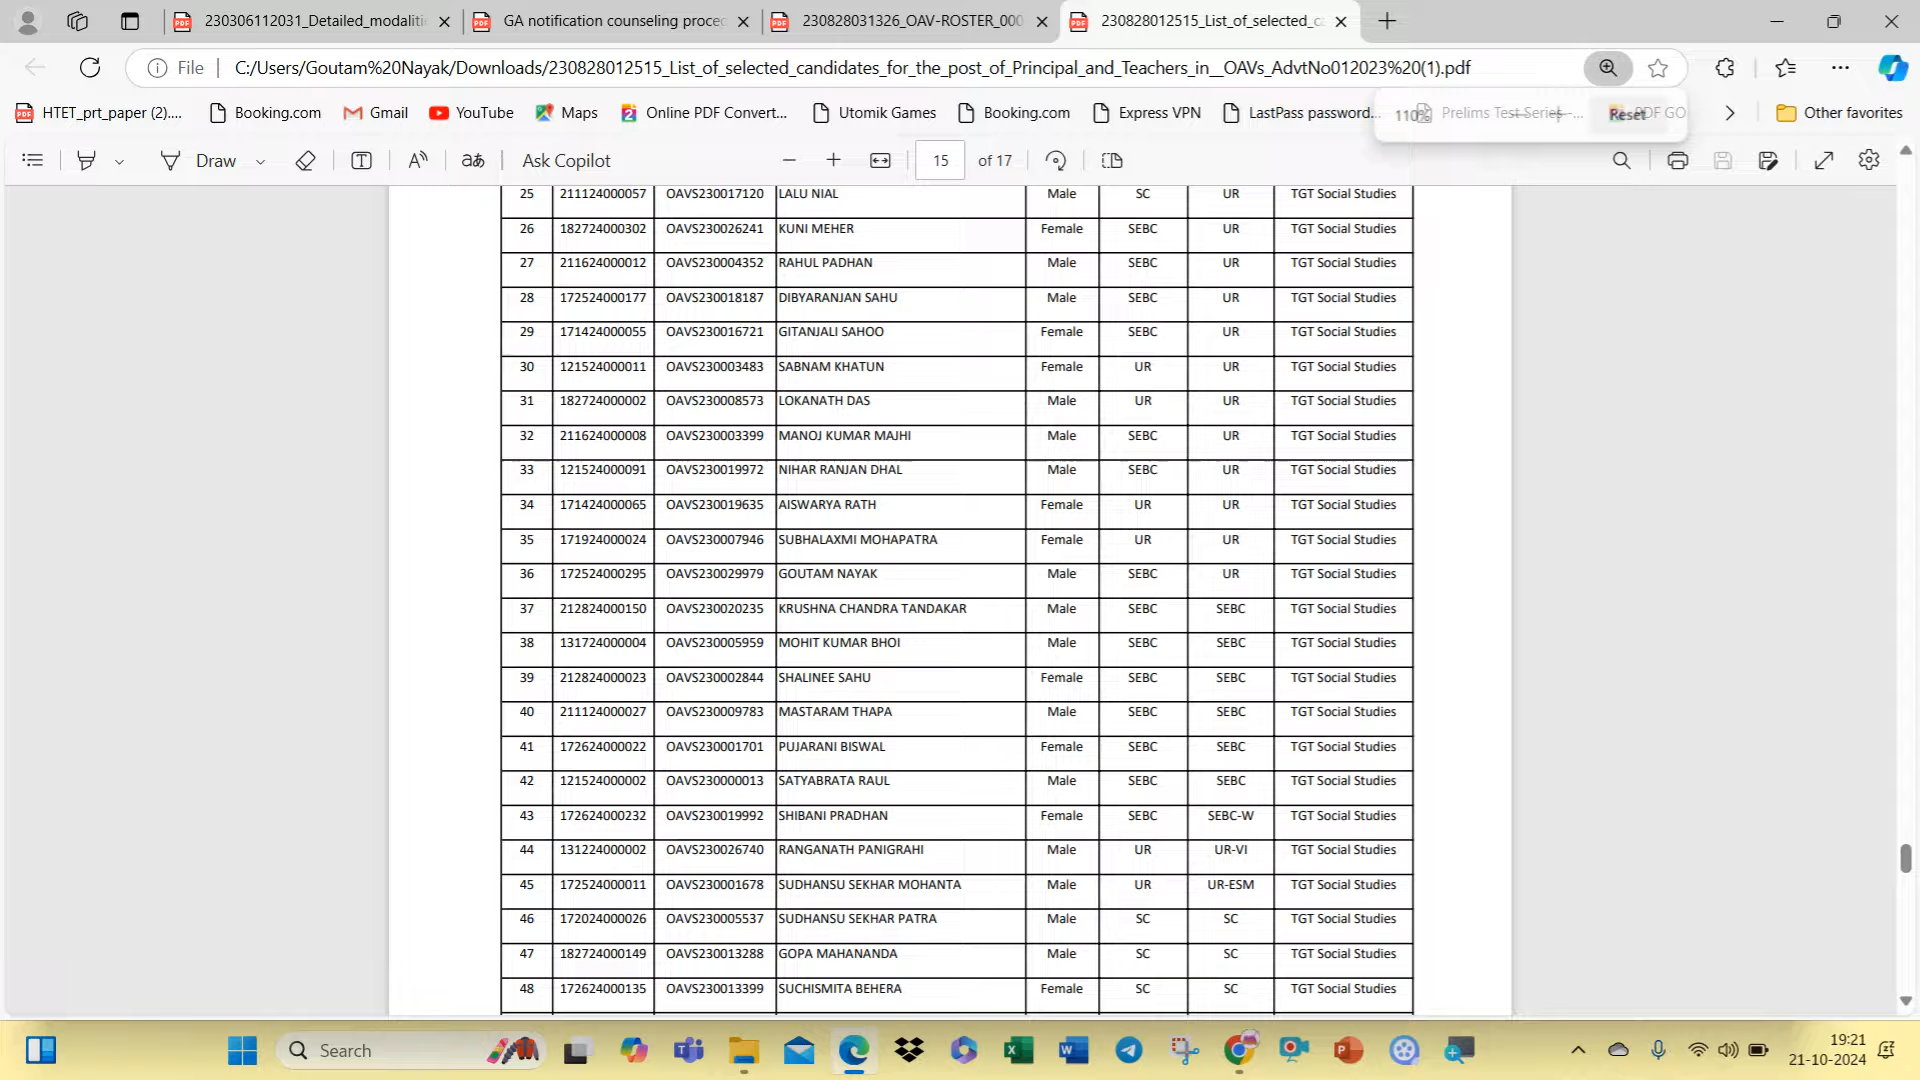 230306112031_Detailed_modaliti
GA notification counseling proced
230828031326_OAV-ROSTER_000
230828012515_List_of_selected_ca
File
C:/Users/Goutam%20Nayak/Downloads/230828012515_List_of_selected_candidates_for_the_post_of_Principal_and_Teachers_in__OAVs_AdvtNo012023%20(1).pdf
HTET_prt_paper (2)....
Booking.com
Gmail
YouTube
Maps
Online PDF Convert...
Utomik Games
Booking.com
Express VPN
LastPass password...
110%
Prelims Test Series-...
Reset
PDF GO
Other favorites
Draw
Ask Copilot
15 of 17
25 211124000057 OAVS230017120 LALU NIAL Male SC UR TGT Social Studies
26 182724000302 OAVS230026241 KUNI MEHER Female SEBC UR TGT Social Studies
27 211624000012 OAVS230004352 RAHUL PADHAN Male SEBC UR TGT Social Studies
28 172524000177 OAVS230018187 DIBYARANJAN SAHU Male SEBC UR TGT Social Studies
29 171424000055 OAVS230016721 GITANJALI SAHOO Female SEBC UR TGT Social Studies
30 121524000011 OAVS230003483 SABNAM KHATUN Female UR UR TGT Social Studies
31 182724000002 OAVS230008573 LOKANATH DAS Male UR UR TGT Social Studies
32 211624000008 OAVS230003399 MANOJ KUMAR MAJHI Male SEBC UR TGT Social Studies
33 121524000091 OAVS230019972 NIHAR RANJAN DHAL Male SEBC UR TGT Social Studies
34 171424000065 OAVS230019635 AISWARYA RATH Female UR UR TGT Social Studies
35 171924000024 OAVS230007946 SUBHALAXMI MOHAPATRA Female UR UR TGT Social Studies
36 172524000295 OAVS230029979 GOUTAM NAYAK Male SEBC UR TGT Social Studies
37 212824000150 OAVS230020235 KRUSHNA CHANDRA TANDAKAR Male SEBC SEBC TGT Social Studies
38 131724000004 OAVS230005959 MOHIT KUMAR BHOI Male SEBC SEBC TGT Social Studies
39 212824000023 OAVS230002844 SHALINEE SAHU Female SEBC SEBC TGT Social Studies
40 211124000027 OAVS230009783 MASTARAM THAPA Male SEBC SEBC TGT Social Studies
41 172624000022 OAVS230001701 PUJARANI BISWAL Female SEBC SEBC TGT Social Studies
42 121524000002 OAVS230000013 SATYABRATA RAUL Male SEBC SEBC TGT Social Studies
43 172624000232 OAVS230019992 SHIBANI PRADHAN Female SEBC SEBC-W TGT Social Studies
44 131224000002 OAVS230026740 RANGANATH PANIGRAHI Male UR UR-VI TGT Social Studies
45 172524000011 OAVS230001678 SUDHANSU SEKHAR MOHANTA Male UR UR-ESM TGT Social Studies
46 172024000026 OAVS230005537 SUDHANSU SEKHAR PATRA Male SC SC TGT Social Studies
47 182724000149 OAVS230013288 GOPA MAHANANDA Male SC SC TGT Social Studies
48 172624000135 OAVS230013399 SUCHISMITA BEHERA Female SC SC TGT Social Studies
Search
19:21
21-10-2024